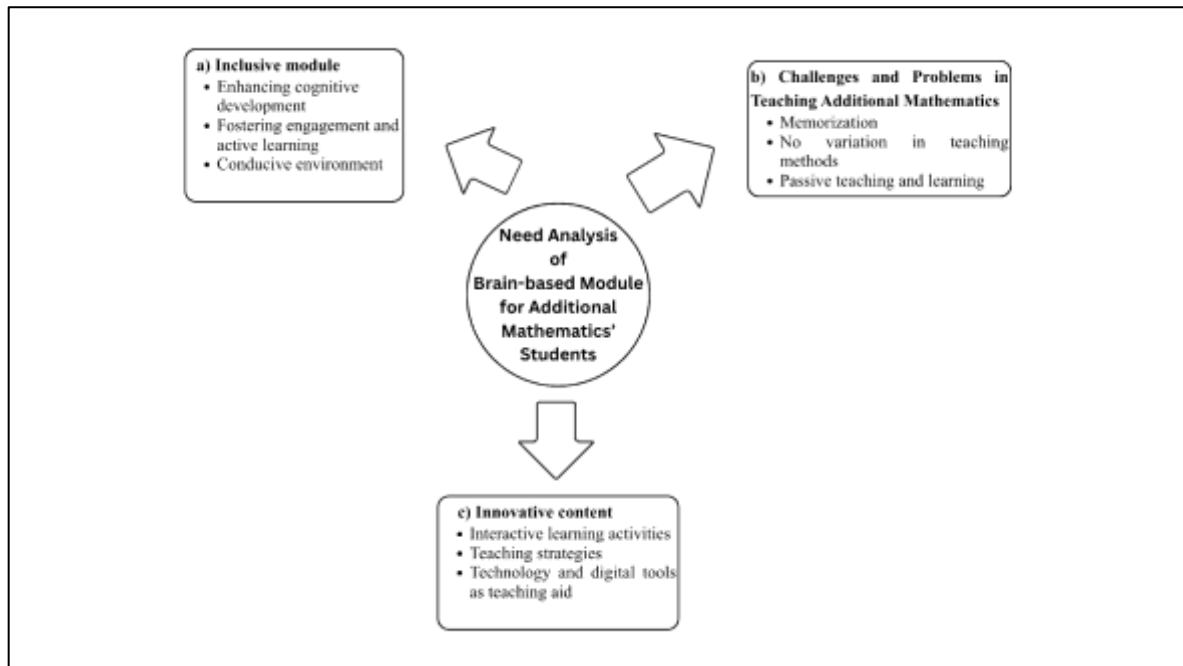 a) Inclusive module
• Enhancing cognitive
development
• Fostering engagement and
active learning
• Conducive environment
b) Challenges and Problems in
Teaching Additional Mathematics
• Memorization
• No variation in teaching
methods
• Passive teaching and learning
Need Analysis
of
Brain-based Module
for Additional
Mathematics'
Students
c) Innovative content
• Interactive learning activities
• Teaching strategies
• Technology and digital tools
as teaching aid